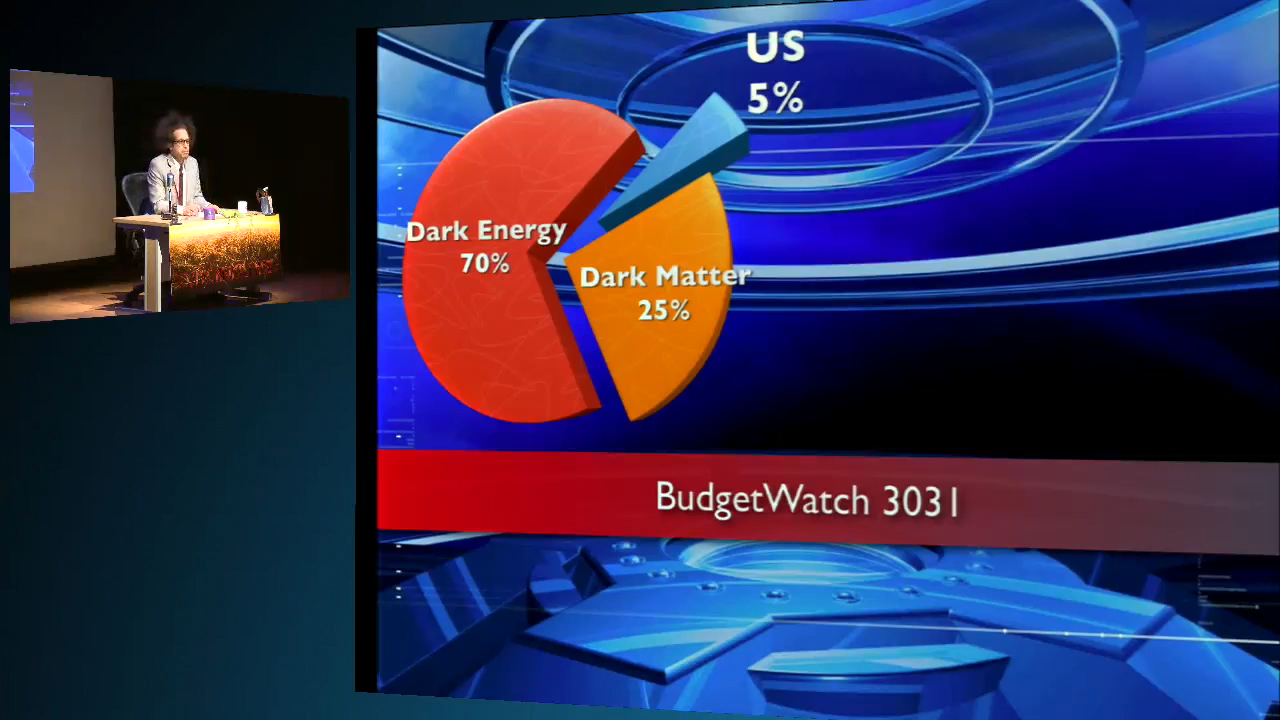 US
5%
Dark Energy
70%
Dark Matter
25%
BudgetWatch 3031